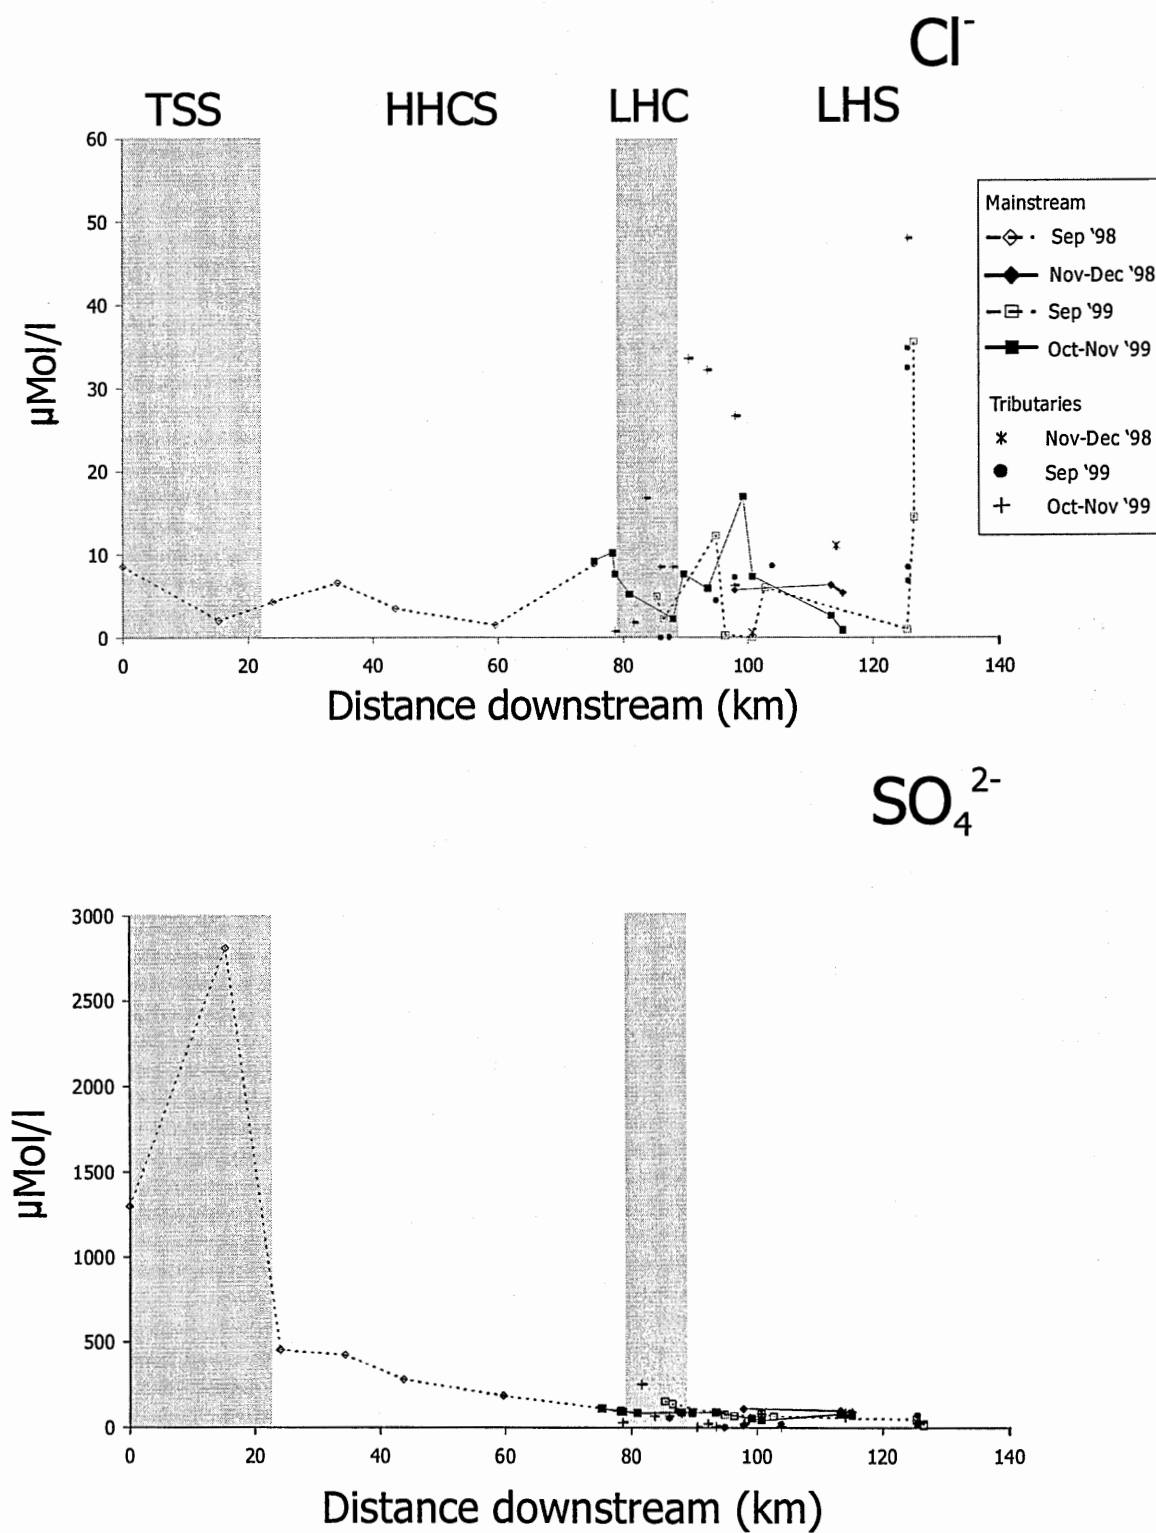 Cl⁻
TSS HHCS LHC LHS
60
50
40
30
20
10
0
µMol/l
0 20 40 60 80 100 120 140
Distance downstream (km)
Mainstream
Sep '98
Nov-Dec '98
Sep '99
Oct-Nov '99
Tributaries
Nov-Dec '98
Sep '99
Oct-Nov '99
SO₄²⁻
3000
2500
2000
1500
1000
500
0
µMol/l
0 20 40 60 80 100 120 140
Distance downstream (km)